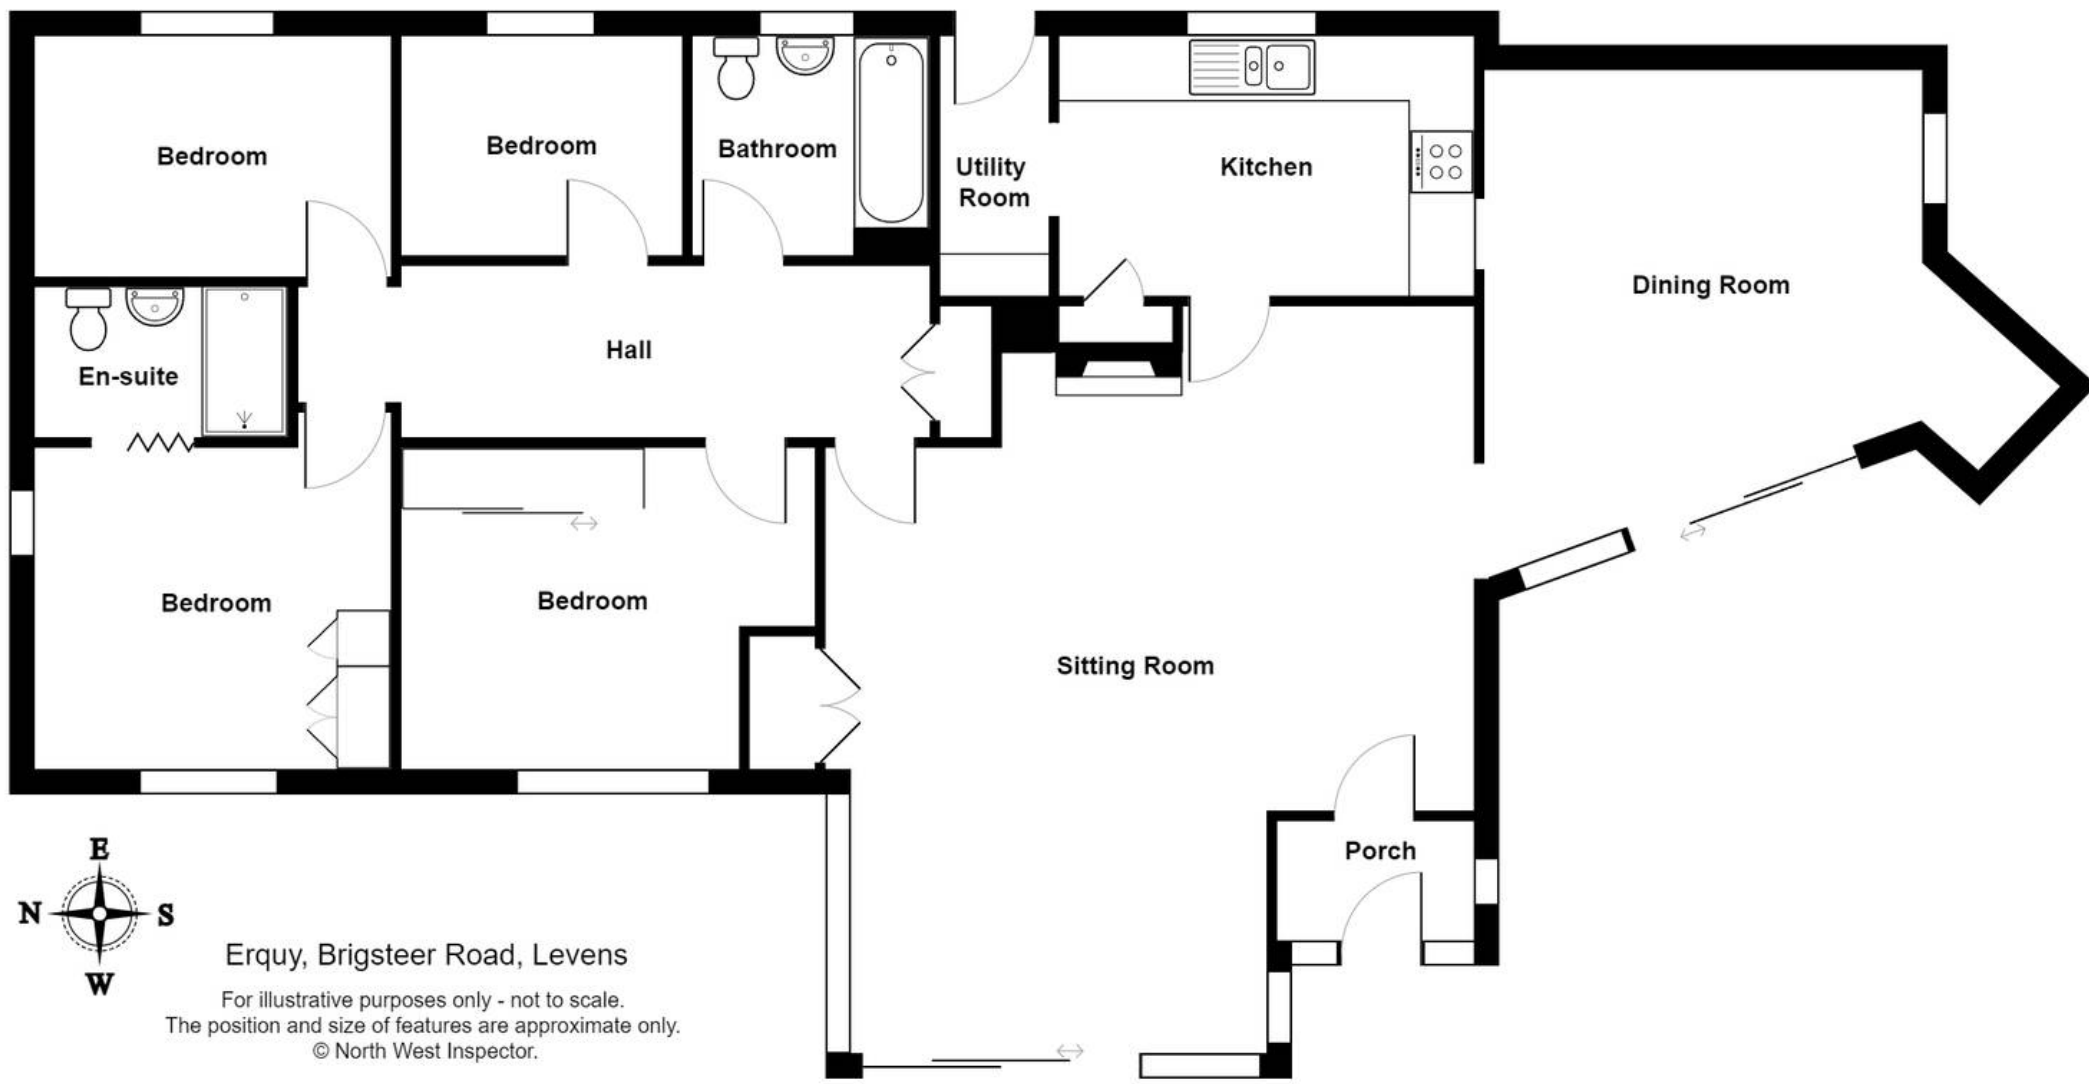 Bedroom
Bedroom
Bathroom
Utility
Room
Kitchen
Dining Room
En-suite
Hall
Bedroom
Bedroom
Sitting Room
Porch
E
N
S
W
Erquy, Brigsteer Road, Levens
For illustrative purposes only - not to scale.
The position and size of features are approximate only.
© North West Inspector.